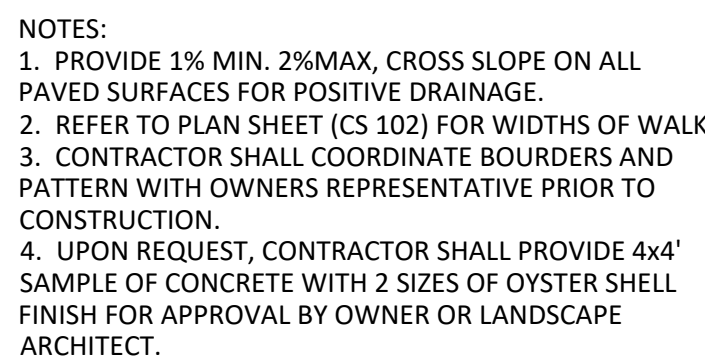 NOTES:
1. PROVIDE 1% MIN. 2%MAX, CROSS SLOPE ON ALL
PAVED SURFACES FOR POSITIVE DRAINAGE.
2. REFER TO PLAN SHEET (CS 102) FOR WIDTHS OF WALK
3. CONTRACTOR SHALL COORDINATE BOURDERS AND
PATTERN WITH OWNERS REPRESENTATIVE PRIOR TO
CONSTRUCTION.
4. UPON REQUEST, CONTRACTOR SHALL PROVIDE 4x4'
SAMPLE OF CONCRETE WITH 2 SIZES OF OYSTER SHELL
FINISH FOR APPROVAL BY OWNER OR LANDSCAPE
ARCHITECT.